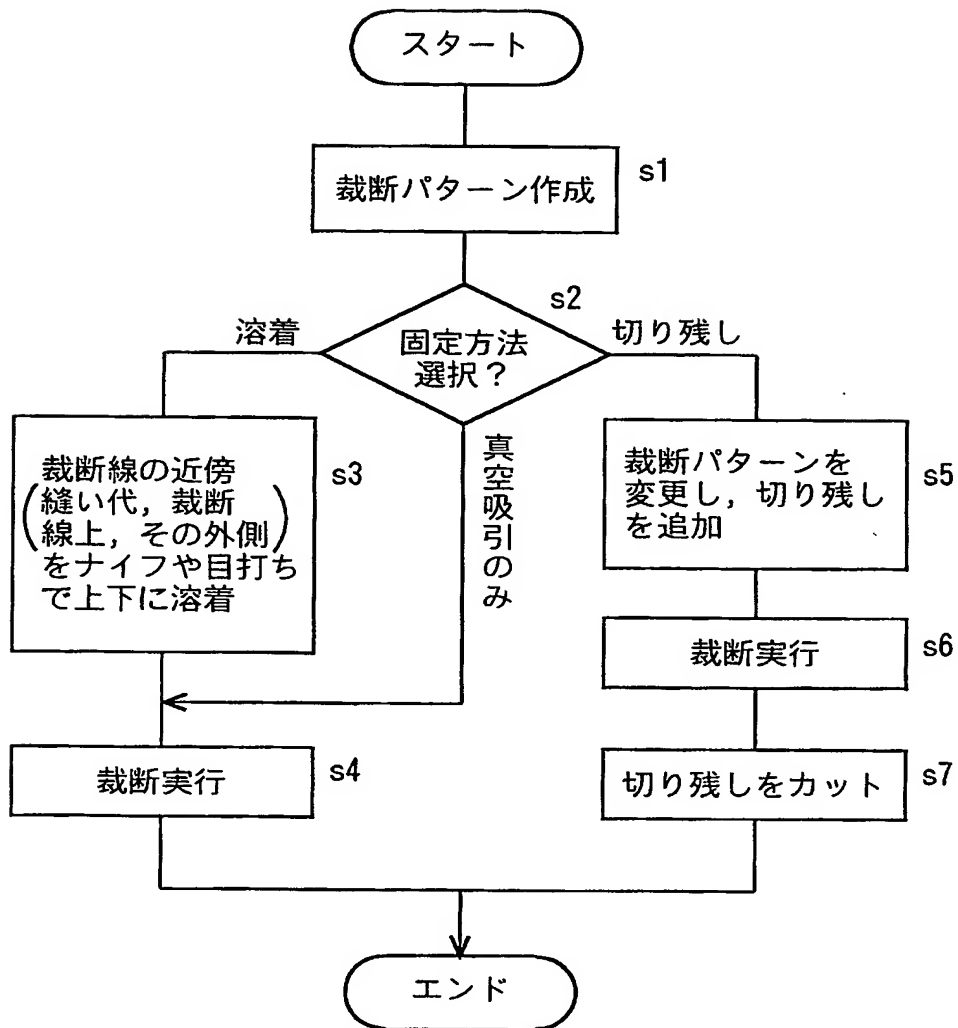 スタート
裁断パターン作成
s1
s2
固定方法
選択？
溶着
切り残し
真空吸引のみ
裁断線の近傍
(縫い代，裁断
線上，その外側)
をナイフや目打ち
で上下に溶着
s3
裁断実行
s4
裁断パターンを
変更し，切り残し
を追加
s5
裁断実行
s6
切り残しをカット
s7
エンド